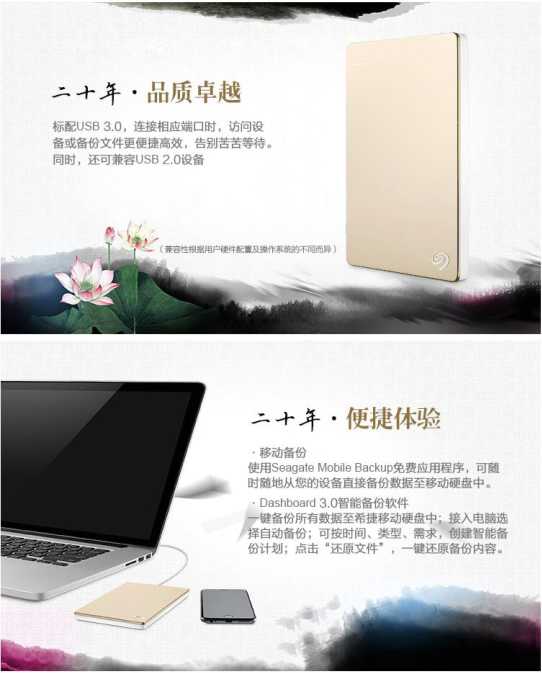 二十年·品质卓越
标配USB 3.0，连接相应端口时，访问设
备或备份文件更便捷高效，告别苦苦等待。
同时，还可兼容USB 2.0设备
（兼容性根据用户硬件配置及操作系统的不同而异）
二十年·便捷体验
·移动备份
使用Seagate Mobile Backup免费应用程序，可随
时随地从您的设备直接备份数据至移动硬盘中。
·Dashboard 3.0智能备份软件
一键备份所有数据至希捷移动硬盘中；接入电脑选
择自动备份；可按时间、类型、需求，创建智能备
份计划；点击“还原文件”，一键还原备份内容。